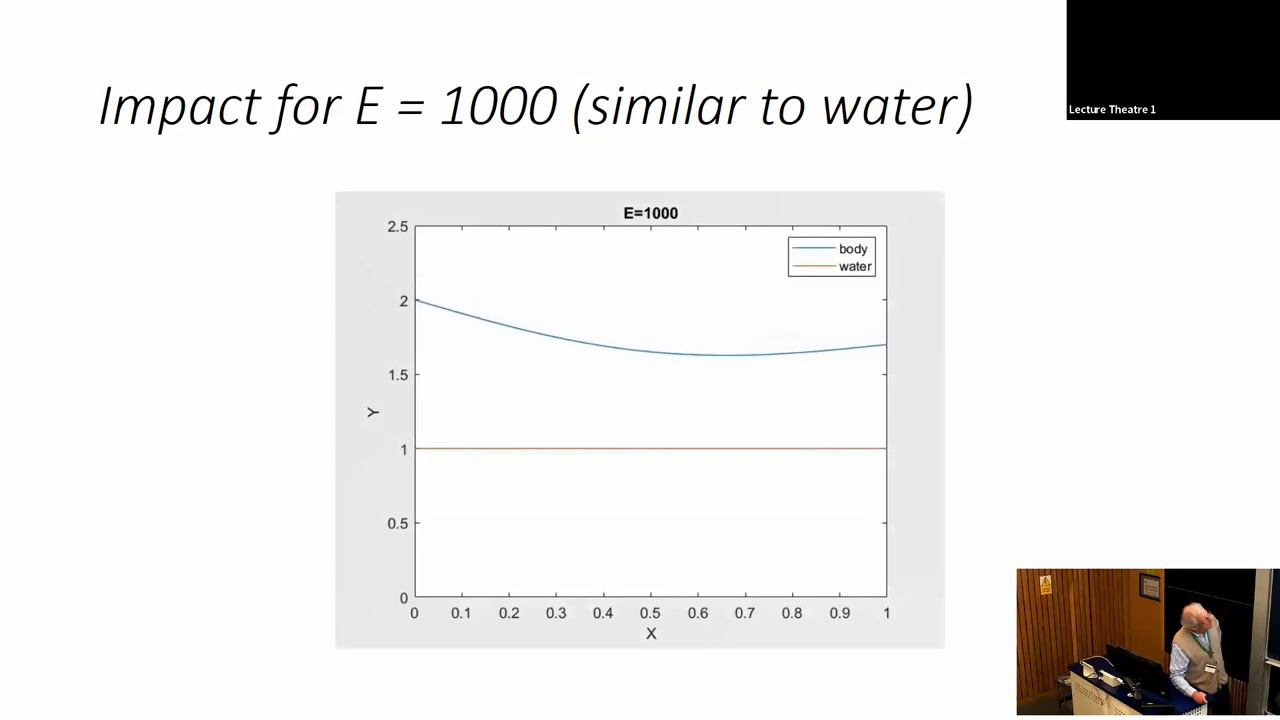 Impact for E = 1000 (similar to water)
Lecture Theatre 1
E=1000
2.5
2
1.5
1
0.5
0
Y
body
water
0 0.1 0.2 0.3 0.4 0.5 0.6 0.7 0.8 0.9 1
X